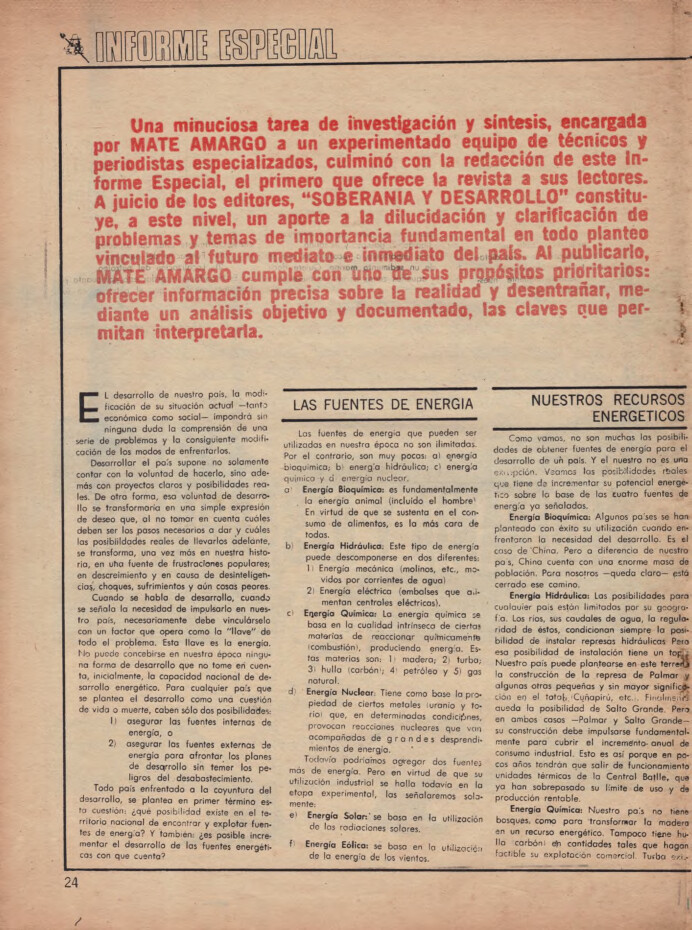 INFORME ESPECIAL
Una minuciosa tarea de investigación y síntesis, encargada
por MATE AMARGO a un experimentado equipo de técnicos y
periodistas especializados, culminó con la redacción de este In-
forme Especial, el primero que ofrece la revista a sus lectores.
A juicio de los editores, "SOBERANIA Y DESARROLLO" constitu-
ye, a este nivel, un aporte a la dilucidación y clarificación de
problemas y temas de importancia fundamental en todo planteo
vinculado al futuro mediato e inmediato del país. Al publicarlo,
MATE AMARGO cumple con uno de sus propósitos prioritarios:
ofrecer información precisa sobre la realidad y desentrañar, me-
diante un análisis objetivo y documentado, las claves que per-
mitan interpretarla.
EL desarrollo de nuestro país, la modi-
ficación de su situación actual —tanto
económica como social— impondrá sin
ninguna duda la comprensión de una
serie de problemas y la consiguiente modifi-
cación de los modos de enfrentarlos.
Desarrollar el país supone no solamente
contar con la voluntad de hacerlo, sino ade-
más con proyectos claros y posibilidades rea-
les. De otra forma, esa voluntad de desarro-
llo se transformaría en una simple expresión
de deseo que, al no tomar en cuenta cuáles
deben ser los pasos necesarios a dar y cuáles
las posibilidades reales de llevarlos adelante,
se transforma, una vez más en nuestra histo-
ria, en una fuente de frustraciones populares;
en descreimiento y en causa de desinteligen-
cias, choques, sufrimientos y aún cosas peores.
Cuando se habla de desarrollo, cuando
se señala la necesidad de impulsarlo en nues-
tro país, necesariamente debe vinculárselo
con un factor que opera como la "llave" de
todo el problema. Esta llave es la energía.
No puede concebirse en nuestra época ningu-
na forma de desarrollo que no tome en cuen-
ta, inicialmente, la capacidad nacional de de-
sarrollo energético. Para cualquier país que
se plantea el desarrollo como una cuestión
de vida o muerte, caben sólo dos posibilidades:
1) asegurar las fuentes internas de
energía, o
2) asegurar las fuentes externas de
energía para afrontar los planes
de desarrollo sin temer los pe-
ligros del desabastecimiento.
Todo país enfrentado a la coyuntura del
desarrollo, se plantea en primer término es-
ta cuestión: ¿qué posibilidad existe en el te-
rritorio nacional de encontrar y explotar fuen-
tes de energía? Y también: ¿es posible incre-
mentar el desarrollo de las fuentes energéti-
cas con que cuenta?
LAS FUENTES DE ENERGIA
Las fuentes de energía que pueden ser
utilizadas en nuestra época no son ilimitadas.
Por el contrario, son muy pocas: a) energía
bioquímica; b) energía hidráulica; c) energía
química y d) energía nuclear.
a) Energía Bioquímica: es fundamentalmente
la energía animal (incluído el hombre)
En virtud de que se sustenta en el con-
sumo de alimentos, es la más cara de
todas.
b) Energía Hidráulica: Este tipo de energía
puede descomponerse en dos diferentes:
1) Energía mecánica (molinos, etc., mo-
vidos por corrientes de agua)
2) Energía eléctrica (embalses que ali-
mentan centrales eléctricas).
c) Energía Química: La energía química se
basa en la cualidad intrínseca de ciertas
materias de reaccionar químicamente
(combustión), produciendo energía. Es-
tas materias son: 1) madera; 2) turba;
3) hulla (carbón); 4) petróleo y 5) gas
natural.
d) Energía Nuclear: Tiene como base la pro-
piedad de ciertos metales (uranio y to-
rio) que, en determinadas condiciones,
provocan reacciones nucleares que van
acompañadas de grandes desprendi-
mientos de energía.
Todavía podríamos agregar dos fuentes
más de energía. Pero en virtud de que su
utilización industrial se halla todavía en la
etapa experimental, las señalaremos sola-
mente:
e) Energía Solar: se basa en la utilización
de las radiaciones solares.
f) Energía Eólica: se basa en la utilización
de la energía de los vientos.
NUESTROS RECURSOS
ENERGETICOS
Como vamos, no son muchas las posibili-
dades de obtener fuentes de energía para el
desarrollo de un país. Y el nuestro no es una
excepción. Veamos las posibilidades reales
que tiene de incrementar su potencial energé-
tico sobre la base de las cuatro fuentes de
energía ya señaladas.
Energía Bioquímica: Algunos países se han
planteado con éxito su utilización cuando en-
frentaron la necesidad del desarrollo. Es el
caso de China. Pero a diferencia de nuestro
país, China cuenta con una enorme masa de
población. Para nosotros —queda claro— está
cerrado ese camino.
Energía Hidráulica: Las posibilidades para
cualquier país están limitadas por su geogra-
fía. Los ríos, sus caudales de agua, la regula-
ridad de éstos, condicionan siempre la posi-
bilidad de instalar represas hidráulicas Pero
esa posibilidad de instalación tiene un tope
Nuestro país puede plantearse en este terreno
la construcción de la represa de Palmar y
algunas otras pequeñas y sin mayor significa-
ción en el total, Cuñapirú, etc... Finalmente
queda la posibilidad de Salto Grande. Pero
en ambos casos —Palmar y Salto Grande—
su construcción debe impulsarse fundamental-
mente para cubrir el incremento anual de
consumo industrial. Esto es así porque en po-
cos años tendrán que salir de funcionamiento
unidades térmicas de la Central Batlle, que
ya han sobrepasado su límite de uso y de
producción rentable.
Energía Química: Nuestro país no tiene
bosques, como para transformar la madera
en un recurso energético. Tampoco tiene hu-
lla (carbón) en cantidades tales que hagan
factible su explotación comercial. Turba exis-
24